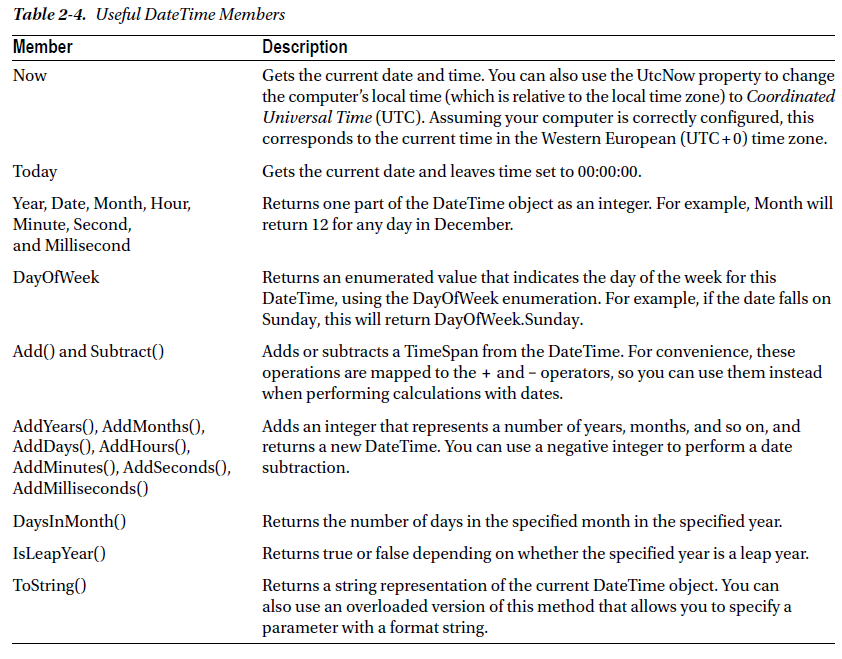 Table 2-4. Useful DateTime Members
Member Description
Now Gets the current date and time. You can also use the UtcNow property to change
the computer's local time (which is relative to the local time zone) to Coordinated
Universal Time (UTC). Assuming your computer is correctly configured, this
corresponds to the current time in the Western European (UTC+0) time zone.
Today Gets the current date and leaves time set to 00:00:00.
Year, Date, Month, Hour, Returns one part of the DateTime object as an integer. For example, Month will
Minute, Second, return 12 for any day in December.
and Millisecond
DayOfWeek Returns an enumerated value that indicates the day of the week for this
DateTime, using the DayOfWeek enumeration. For example, if the date falls on
Sunday, this will return DayOfWeek.Sunday.
Add() and Subtract() Adds or subtracts a TimeSpan from the DateTime. For convenience, these
operations are mapped to the + and – operators, so you can use them instead
when performing calculations with dates.
AddYears(), AddMonths(), Adds an integer that represents a number of years, months, and so on, and
AddDays(), AddHours(), returns a new DateTime. You can use a negative integer to perform a date
AddMinutes(), AddSeconds(), subtraction.
AddMilliseconds()
DaysInMonth() Returns the number of days in the specified month in the specified year.
IsLeapYear() Returns true or false depending on whether the specified year is a leap year.
ToString() Returns a string representation of the current DateTime object. You can
also use an overloaded version of this method that allows you to specify a
parameter with a format string.